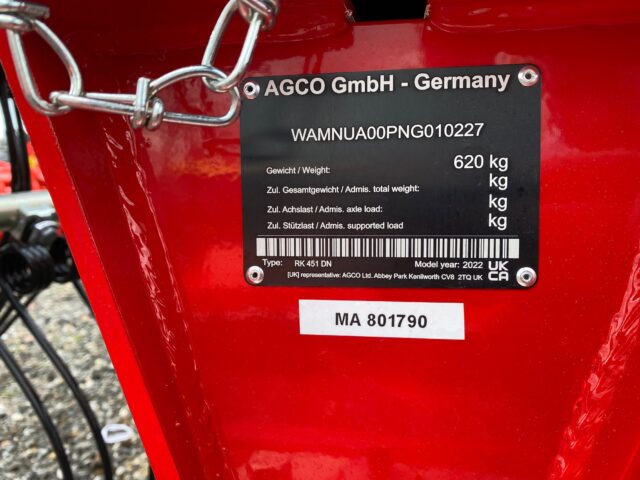 AGCO GmbH - Germany
WAMNUA00PNG010227
Gewicht / Weight: 620 kg
Zul. Gesamtgewicht / Admis. total weight: kg
Zul. Achslast / Admis. axle load: kg
Zul. Stützlast / Admis. supported load kg
Type: RK 451 DN Model year: 2022 UK CA
[UK] representative: AGCO Ltd. Abbey Park Kenilworth CV8 2TQ UK
MA 801790